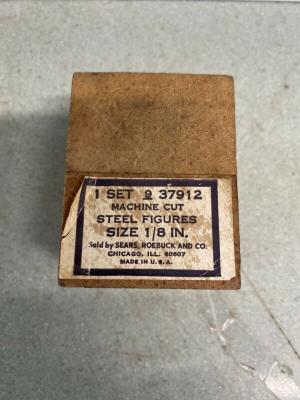 1 SET 9 37912
MACHINE CUT
STEEL FIGURES
SIZE 1/8 IN.
Sold by SEARS, ROEBUCK AND CO.
CHICAGO, ILL. 60607
MADE IN U.S.A.